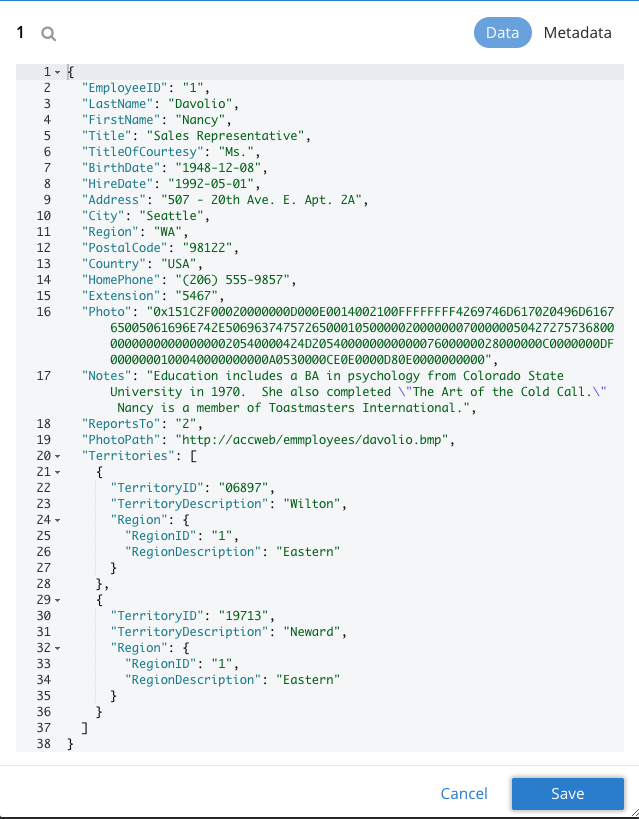 1
Data Metadata
1 {
2 "EmployeeID": "1",
3 "LastName": "Davolio",
4 "FirstName": "Nancy",
5 "Title": "Sales Representative",
6 "TitleOfCourtesy": "Ms.",
7 "BirthDate": "1948-12-08",
8 "HireDate": "1992-05-01",
9 "Address": "507 - 20th Ave. E. Apt. 2A",
10 "City": "Seattle",
11 "Region": "WA",
12 "PostalCode": "98122",
13 "Country": "USA",
14 "HomePhone": "(206) 555-9857",
15 "Extension": "5467",
16 "Photo": "0x151C2F00020000000D000E0014002100FFFFFFFF4269746D617020496D6167
65005061696E742E506963747572650001050000020000000700000050427275736800
000000000000000020540000424D20540000000000007600000028000000C0000000DF
0000000100040000000000A0530000CE0E0000D80E0000000000",
17 "Notes": "Education includes a BA in psychology from Colorado State
University in 1970.  She also completed \"The Art of the Cold Call.\"
Nancy is a member of Toastmasters International.",
18 "ReportsTo": "2",
19 "PhotoPath": "http://accweb/emmployees/davolio.bmp",
20 "Territories": [
21 {
22 "TerritoryID": "06897",
23 "TerritoryDescription": "Wilton",
24 "Region": {
25 "RegionID": "1",
26 "RegionDescription": "Eastern"
27 }
28 },
29 {
30 "TerritoryID": "19713",
31 "TerritoryDescription": "Neward",
32 "Region": {
33 "RegionID": "1",
34 "RegionDescription": "Eastern"
35 }
36 }
37 ]
38 }
Cancel Save